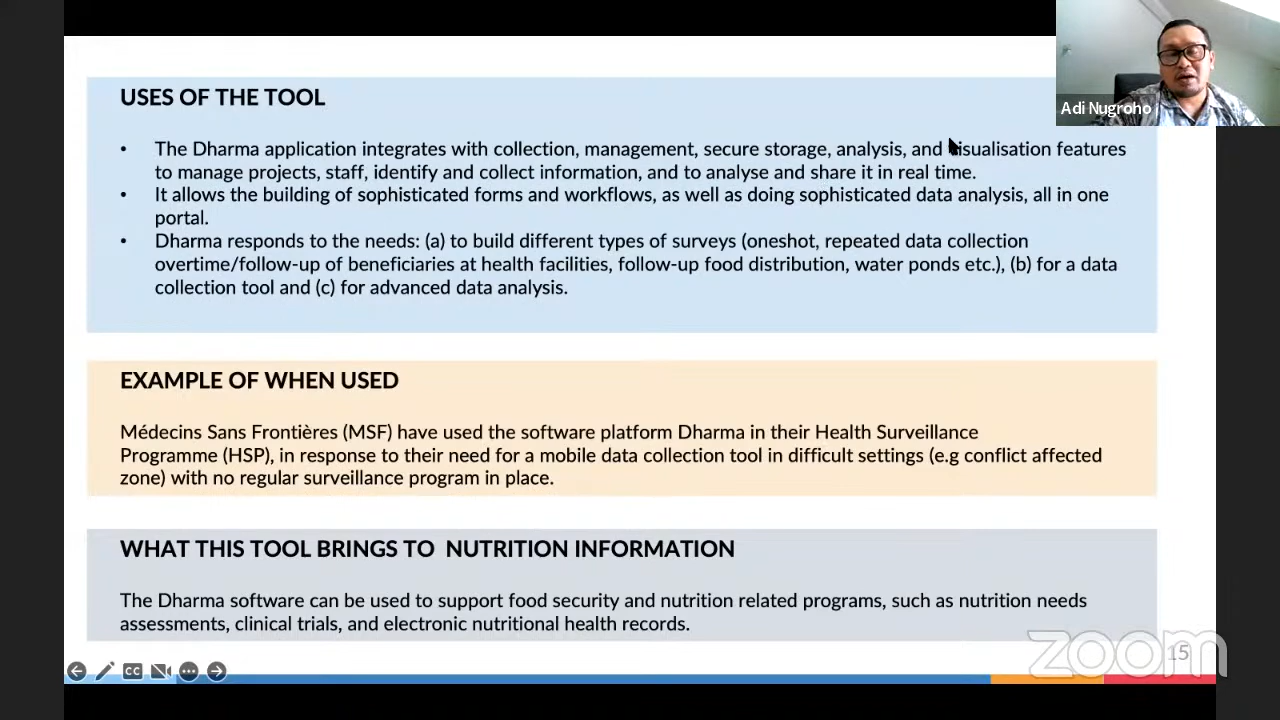 USES OF THE TOOL
Adi Nugroho
• The Dharma application integrates with collection, management, secure storage, analysis, and visualisation features
to manage projects, staff, identify and collect information, and to analyse and share it in real time.
• It allows the building of sophisticated forms and workflows, as well as doing sophisticated data analysis, all in one
portal.
• Dharma responds to the needs: (a) to build different types of surveys (oneshot, repeated data collection
overtime/follow-up of beneficiaries at health facilities, follow-up food distribution, water ponds etc.), (b) for a data
collection tool and (c) for advanced data analysis.
EXAMPLE OF WHEN USED
Médecins Sans Frontières (MSF) have used the software platform Dharma in their Health Surveillance
Programme (HSP), in response to their need for a mobile data collection tool in difficult settings (e.g conflict affected
zone) with no regular surveillance program in place.
WHAT THIS TOOL BRINGS TO NUTRITION INFORMATION
The Dharma software can be used to support food security and nutrition related programs, such as nutrition needs
assessments, clinical trials, and electronic nutritional health records.
zoom
15
CC